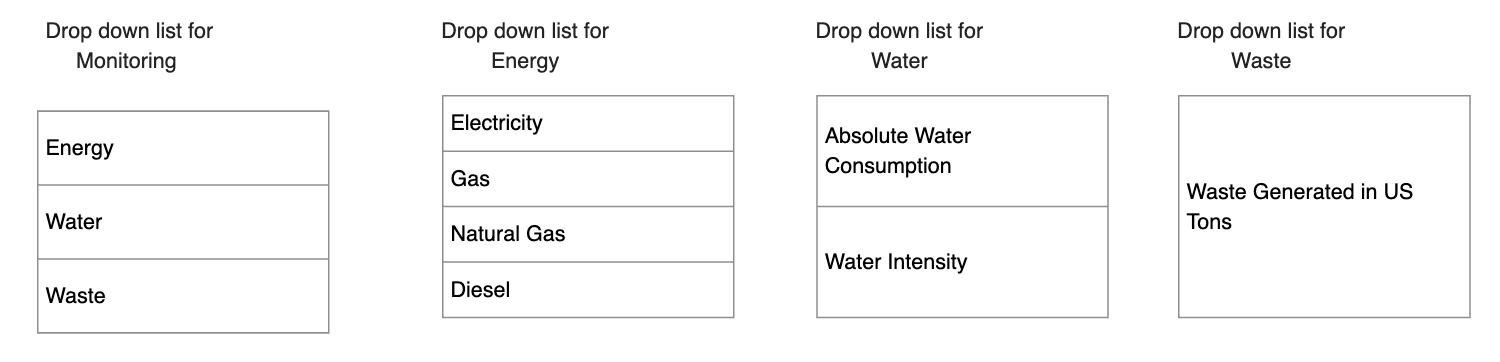 Drop down list for
Monitoring
Energy
Water
Waste
Drop down list for
Energy
Electricity
Gas
Natural Gas
Diesel
Drop down list for
Water
Absolute Water
Consumption
Water Intensity
Drop down list for
Waste
Waste Generated in US
Tons